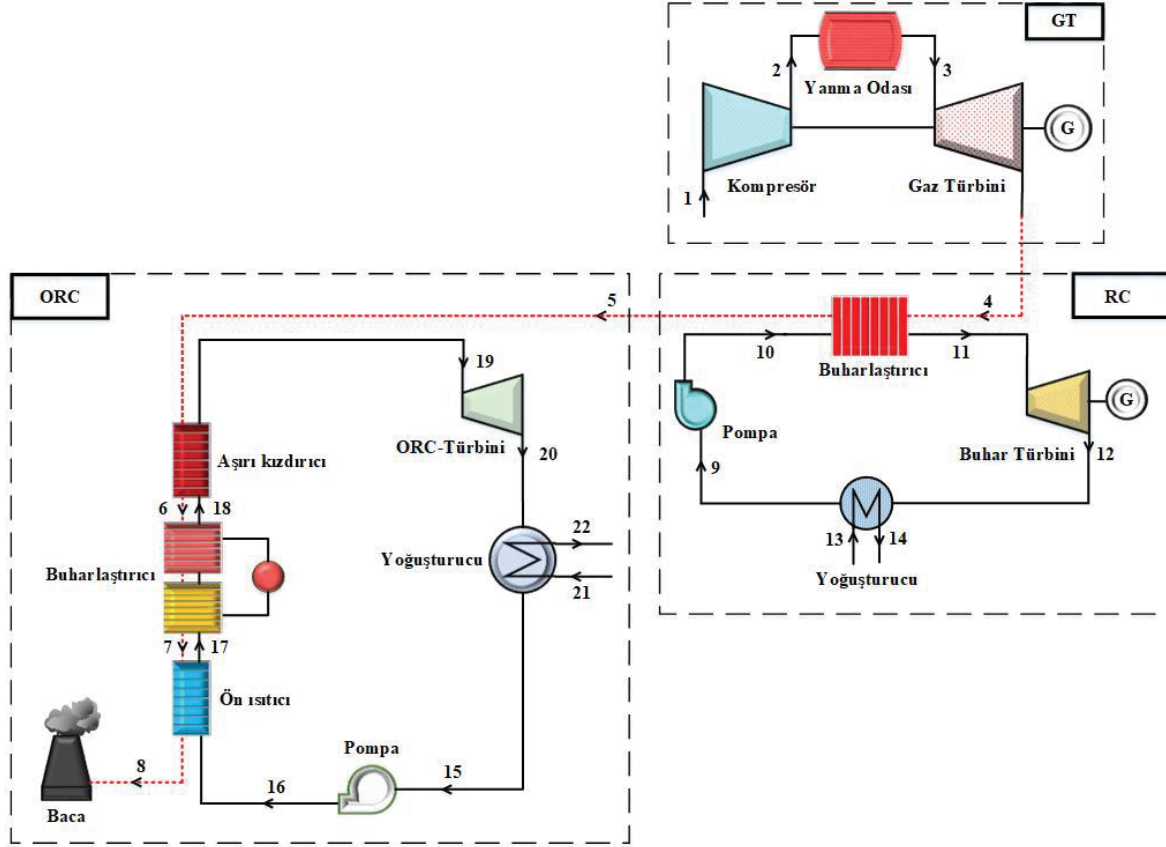 GT
2
3
Yanma Odası
G
Kompresör
Gaz Türbini
1
ORC
RC
5
4
10
11
Buharlaştırıcı
19
G
Pompa
ORC-Türbini
Buhar Türbini
20
12
9
Aşırı kızdırıcı
6
18
22
13
14
Buharlaştırıcı
Yoğuşturucu
Yoğuşturucu
21
7
17
Ön ısıtıcı
Pompa
8
16
15
Baca